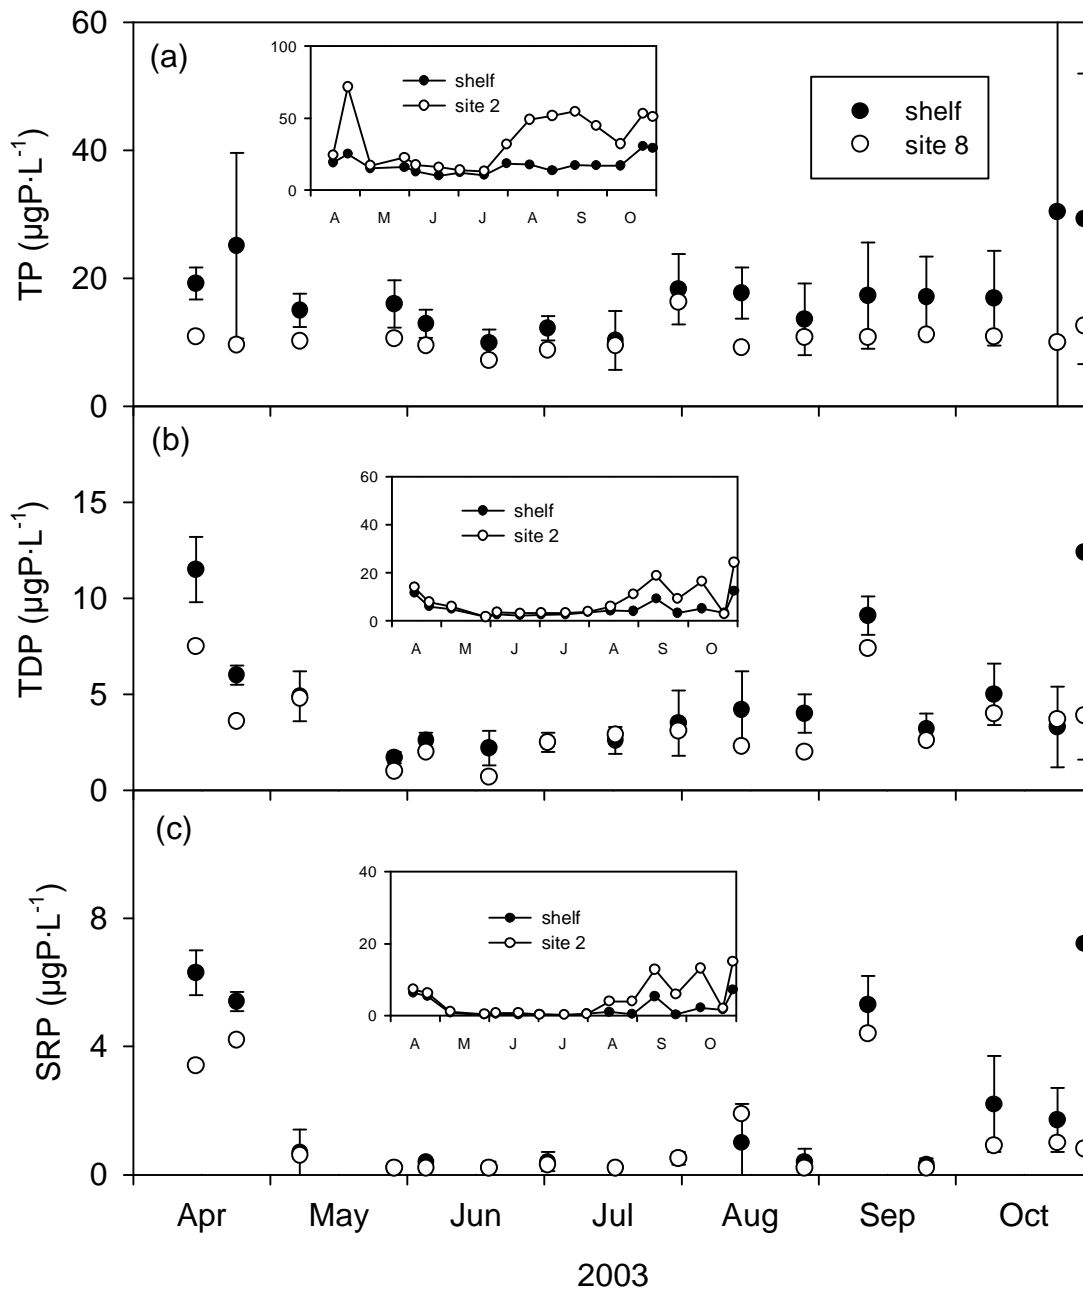 (a)
60
40
20
0
TP (µgP·L-1)
100
50
0
shelf
site 2
A M J J A S O
shelf
site 8
(b)
15
10
5
0
TDP (µgP·L-1)
60
40
20
0
shelf
site 2
A M J J A S O
(c)
8
4
0
SRP (µgP·L-1)
40
20
0
shelf
site 2
A M J J A S O
Apr May Jun Jul Aug Sep Oct
2003